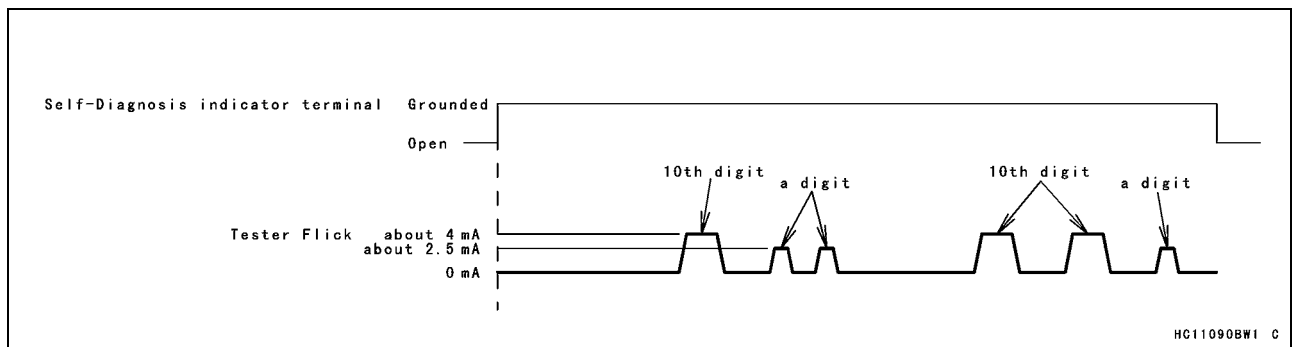 Self-Diagnosis indicator terminal Grounded
Open
10th digit
a digit
10th digit
a digit
Tester Flick about 4 mA
about 2.5 mA
0 mA
HC11090BW1 C